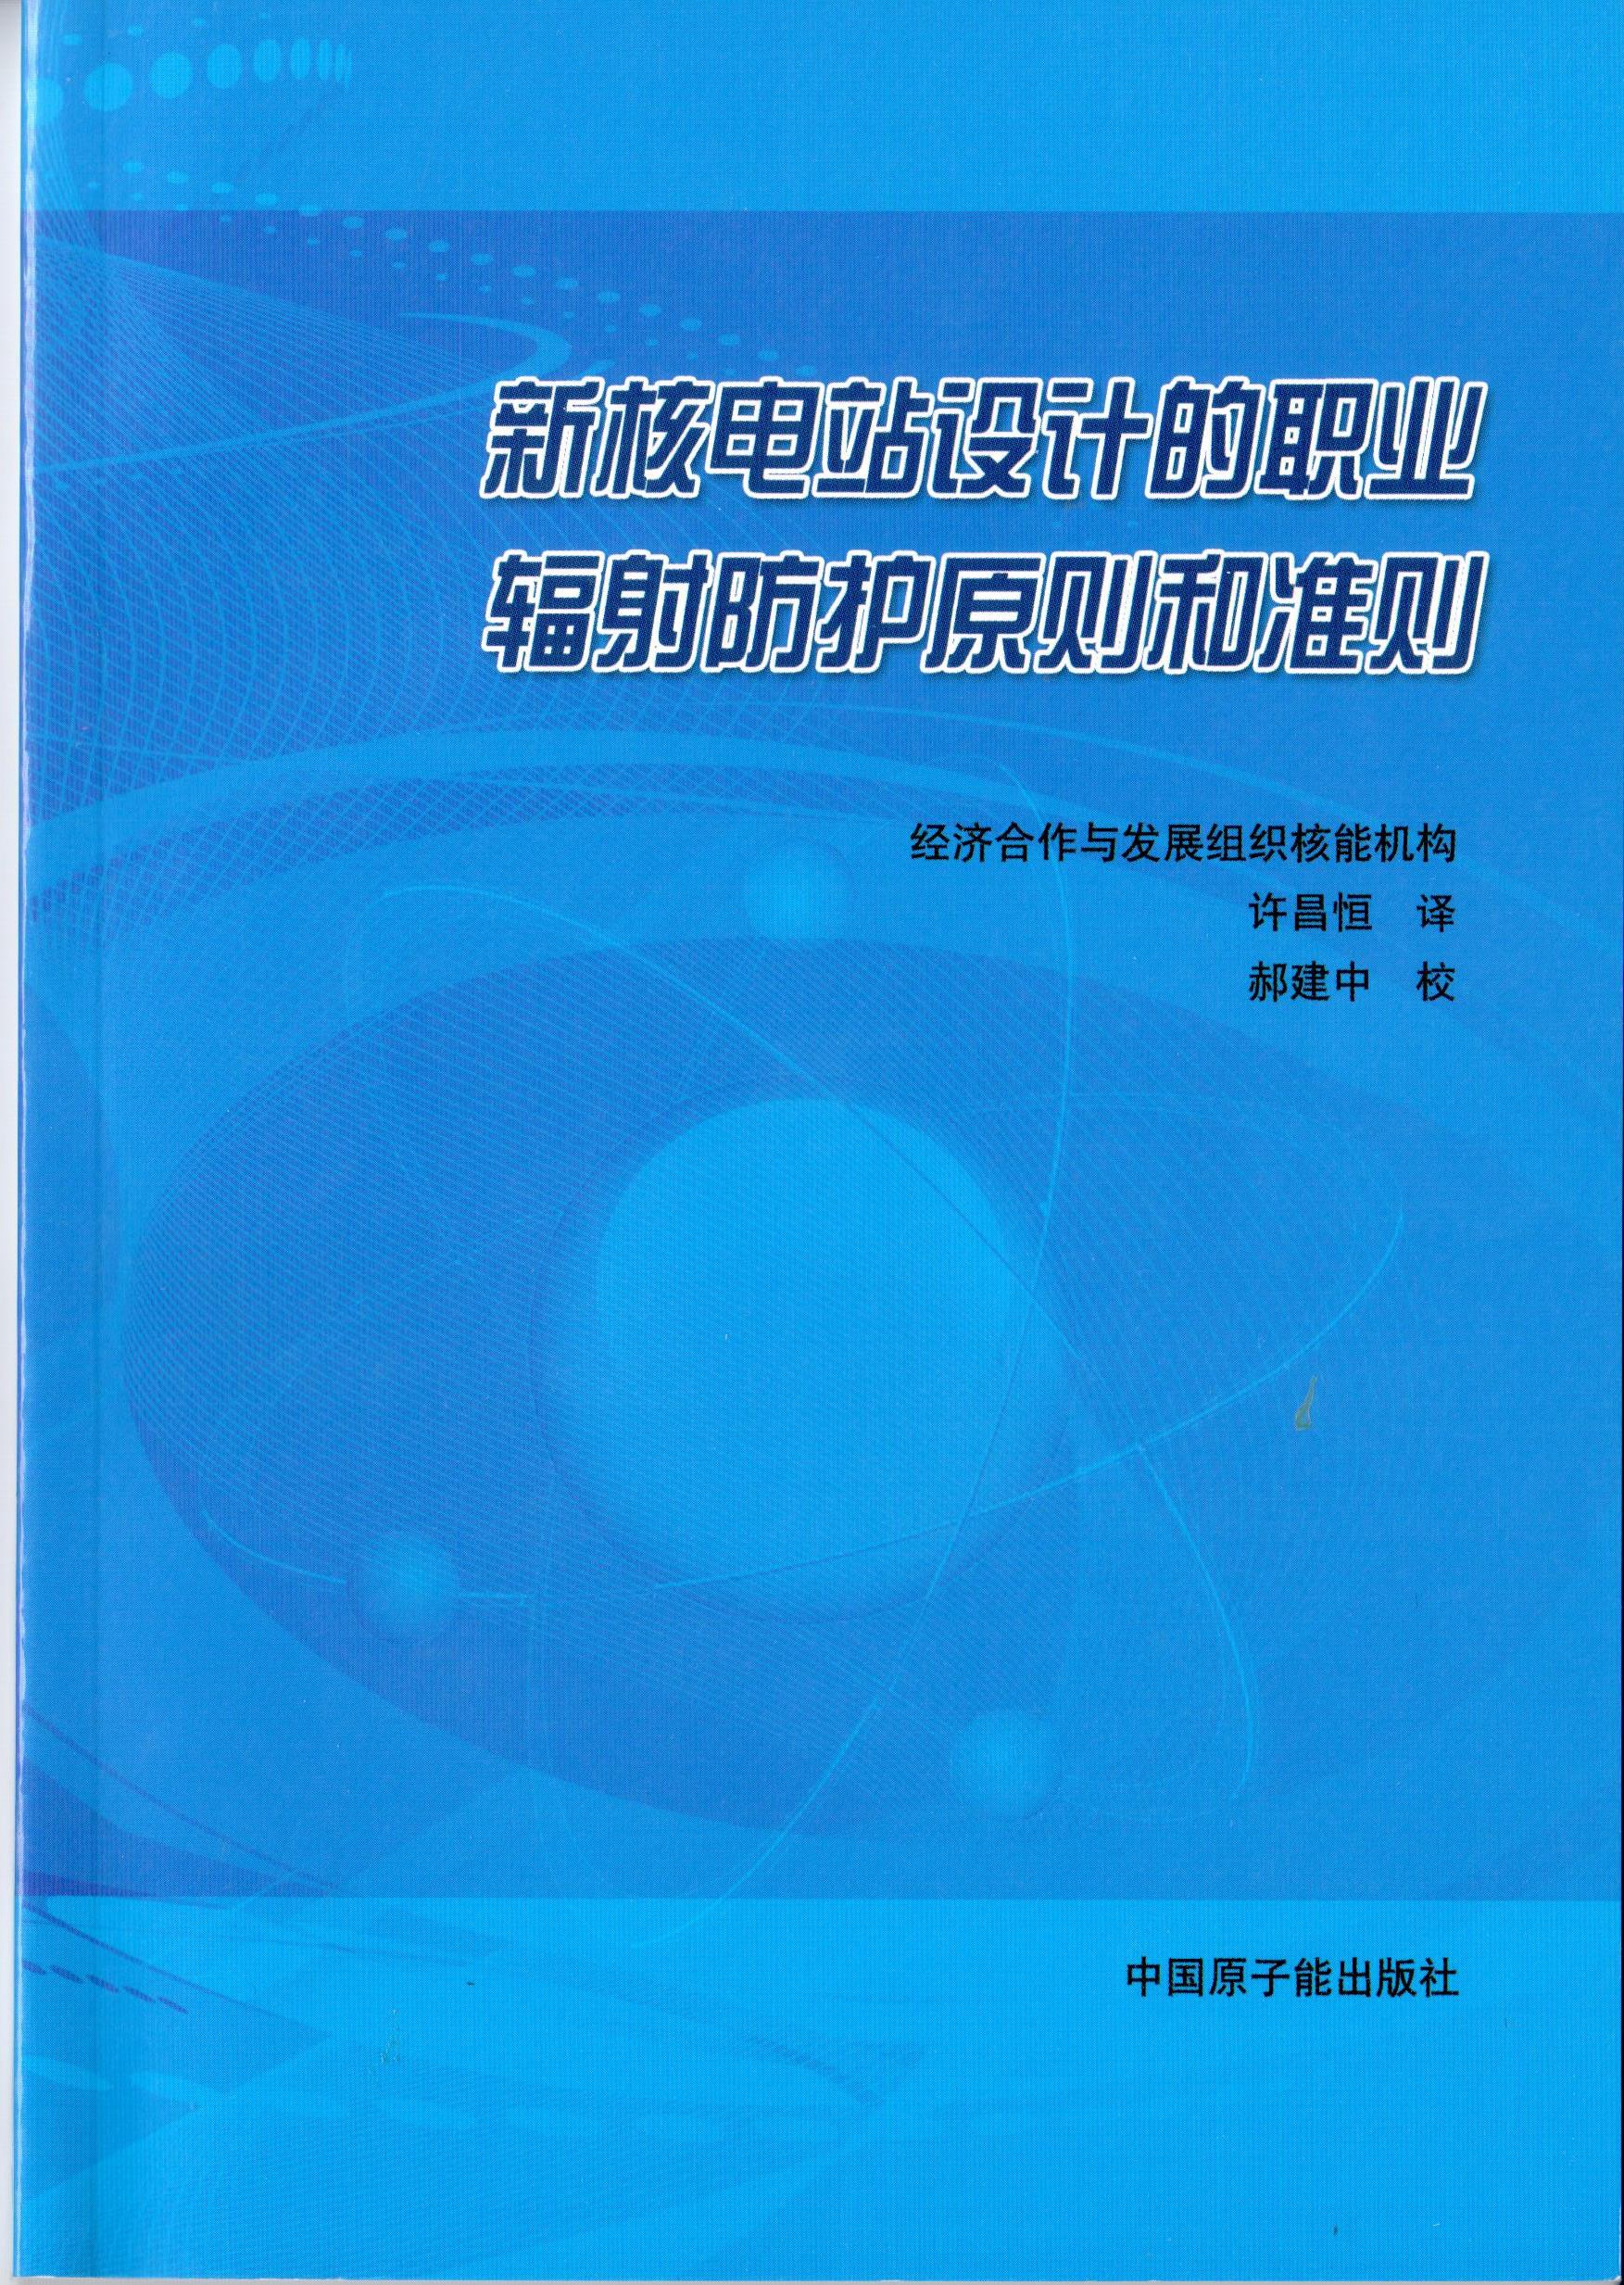 新核电站设计的职业
辐射防护原则和准则
经济合作与发展组织核能机构
许昌恒 译
郝建中 校
中国原子能出版社